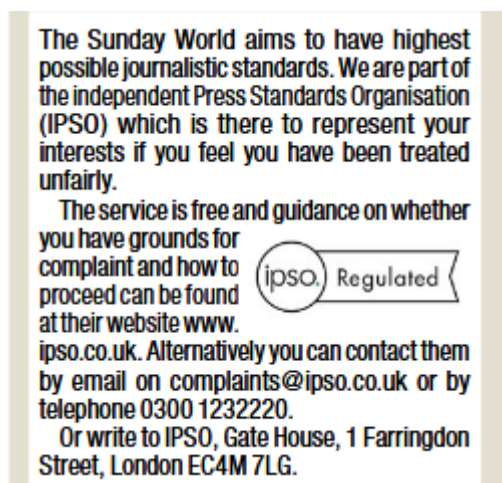 The Sunday World aims to have highest
possible journalistic standards. We are part of
the independent Press Standards Organisation
(IPSO) which is there to represent your
interests if you feel you have been treated
unfairly.
The service is free and guidance on whether
you have grounds for
complaint and how to
proceed can be found
at their website www.
ipso. Regulated
ipso.co.uk. Alternatively you can contact them
by email on complaints@ipso.co.uk or by
telephone 0300 1232220.
Or write to IPSO, Gate House, 1 Farringdon
Street, London EC4M 7LG.